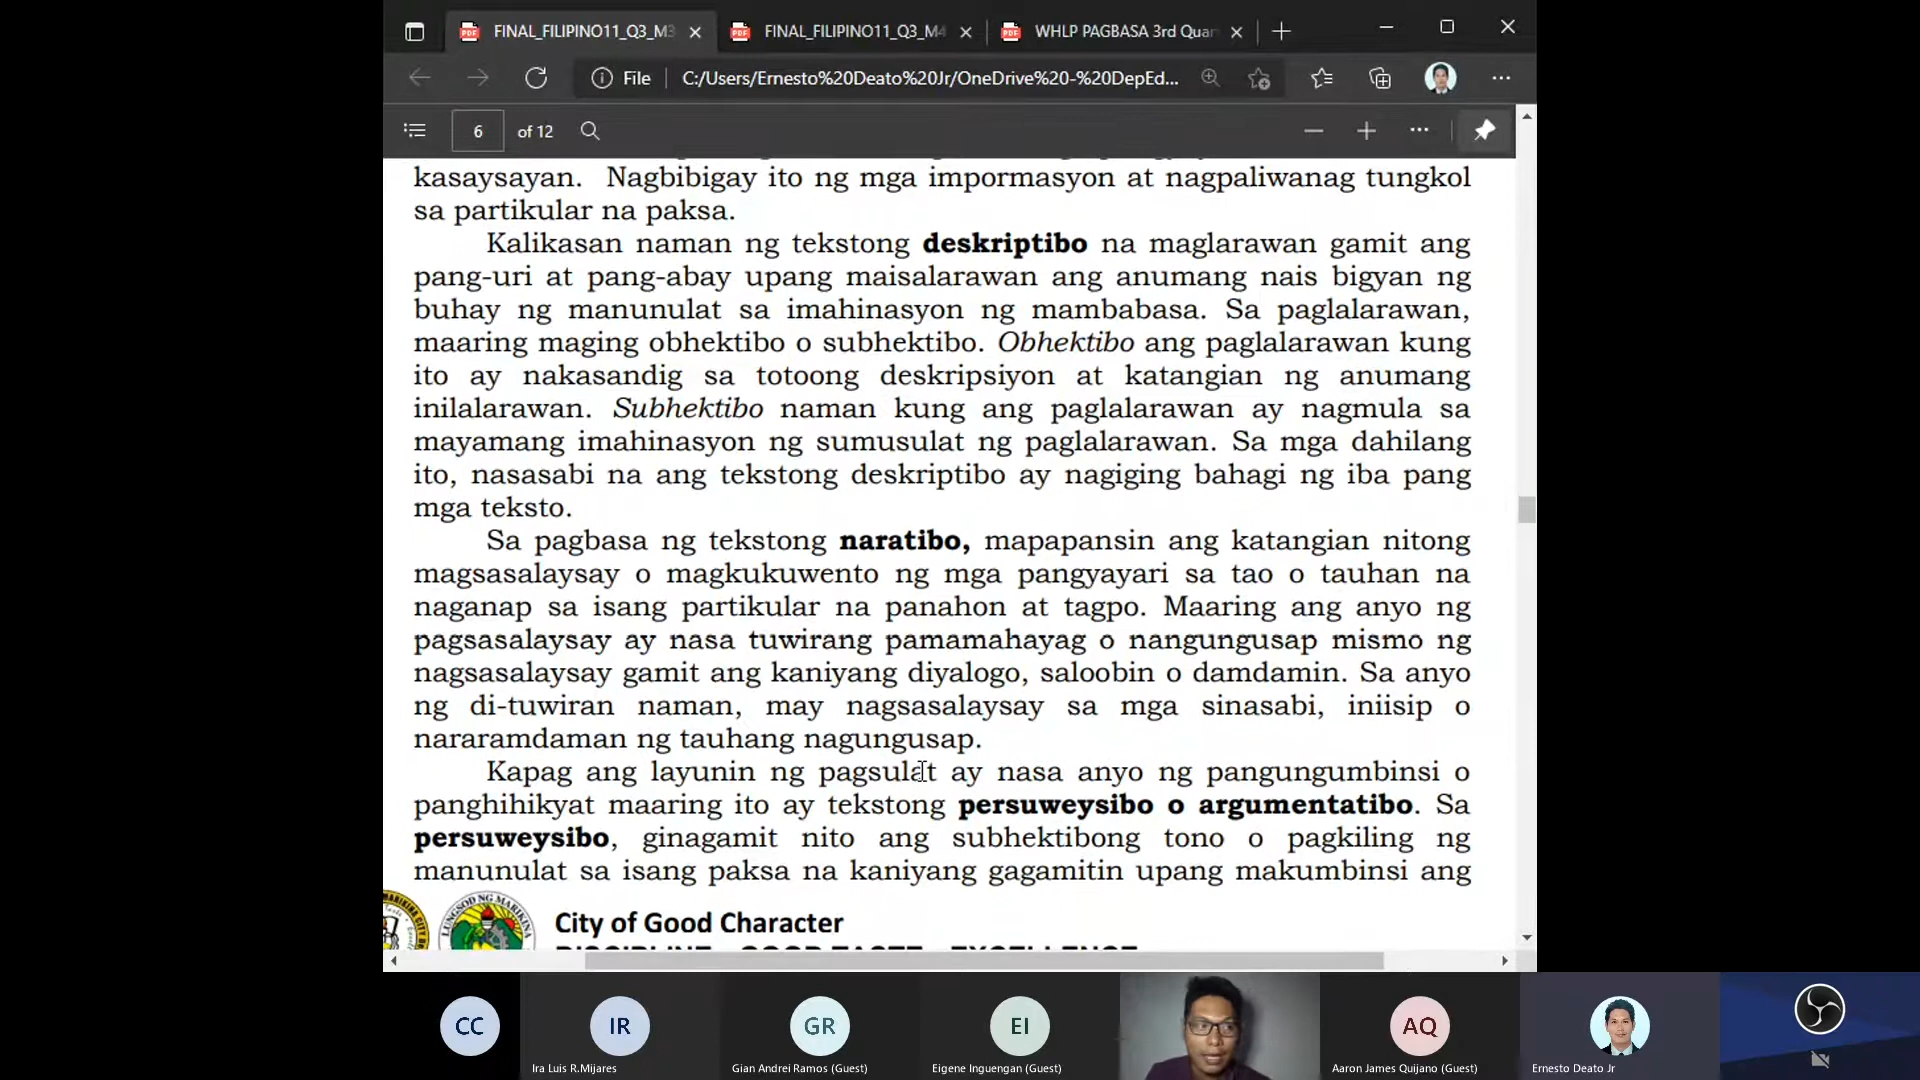 FINAL_FILIPINO11_Q3_M3
FINAL_FILIPINO11_Q3_M4
WHLP PAGBASA 3rd Quar
File
C:/Users/Ernesto%20Deato%20Jr/OneDrive%20-%20DepEd...
6 of 12
kasaysayan. Nagbibigay ito ng mga impormasyon at nagpaliwanag tungkol
sa partikular na paksa.
Kalikasan naman ng tekstong deskriptibo na maglarawan gamit ang
pang-uri at pang-abay upang maisalarawan ang anumang nais bigyan ng
buhay ng manunulat sa imahinasyon ng mambabasa. Sa paglalarawan,
maaring maging obhektibo o subhektibo. Obhektibo ang paglalarawan kung
ito ay nakasandig sa totoong deskripsiyon at katangian ng anumang
inilalarawan. Subhektibo naman kung ang paglalarawan ay nagmula sa
mayamang imahinasyon ng sumusulat ng paglalarawan. Sa mga dahilang
ito, nasasabi na ang tekstong deskriptibo ay nagiging bahagi ng iba pang
mga teksto.
Sa pagbasa ng tekstong naratibo, mapapansin ang katangian nitong
magsasalaysay o magkukuwento ng mga pangyayari sa tao o tauhan na
naganap sa isang partikular na panahon at tagpo. Maaring ang anyo ng
pagsasalaysay ay nasa tuwirang pamamahayag o nangungusap mismo ng
nagsasalaysay gamit ang kaniyang diyalogo, saloobin o damdamin. Sa anyo
ng di-tuwiran naman, may nagsasalaysay sa mga sinasabi, iniisip o
nararamdaman ng tauhang nagungusap.
Kapag ang layunin ng pagsulat ay nasa anyo ng pangungumbinsi o
panghihikyat maaring ito ay tekstong persuweysibo o argumentatibo. Sa
persuweysibo, ginagamit nito ang subhektibong tono o pagkiling ng
manunulat sa isang paksa na kaniyang gagamitin upang makumbinsi ang
LUNGSOD NG MARIKINA
City of Good Character
DISCIPLINE • GOOD TASTE • EXCELLENCE
CC
IR
GR
EI
AQ
Ira Luis R.Mijares
Gian Andrei Ramos (Guest)
Eigene Inguengan (Guest)
Aaron James Quijano (Guest)
Ernesto Deato Jr